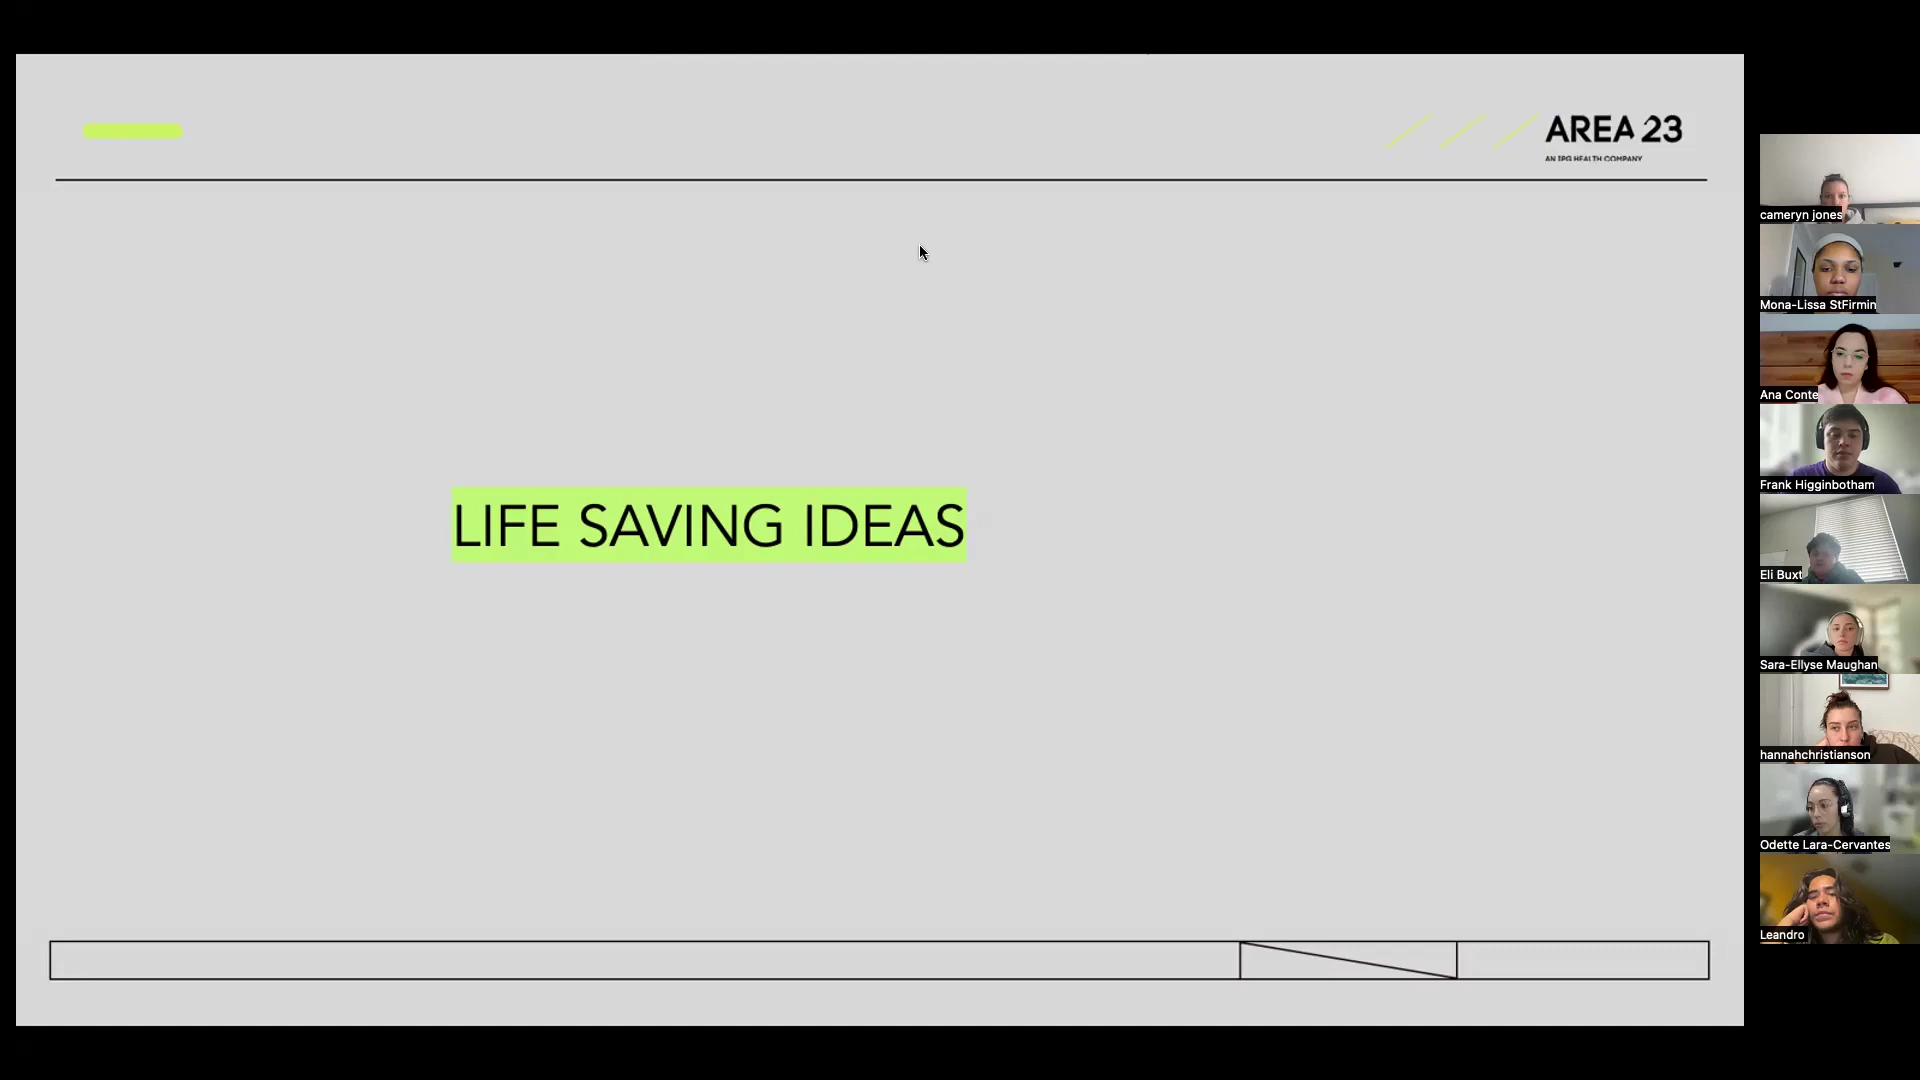 AREA 23
AN IPG HEALTH COMPANY
LIFE SAVING IDEAS
cameryn jones
Mona-Lissa StFirmin
Ana Conte
Frank Higginbotham
Eli Buxt
Sara-Ellyse Maughan
hannahchristianson
Odette Lara-Cervantes
Leandro